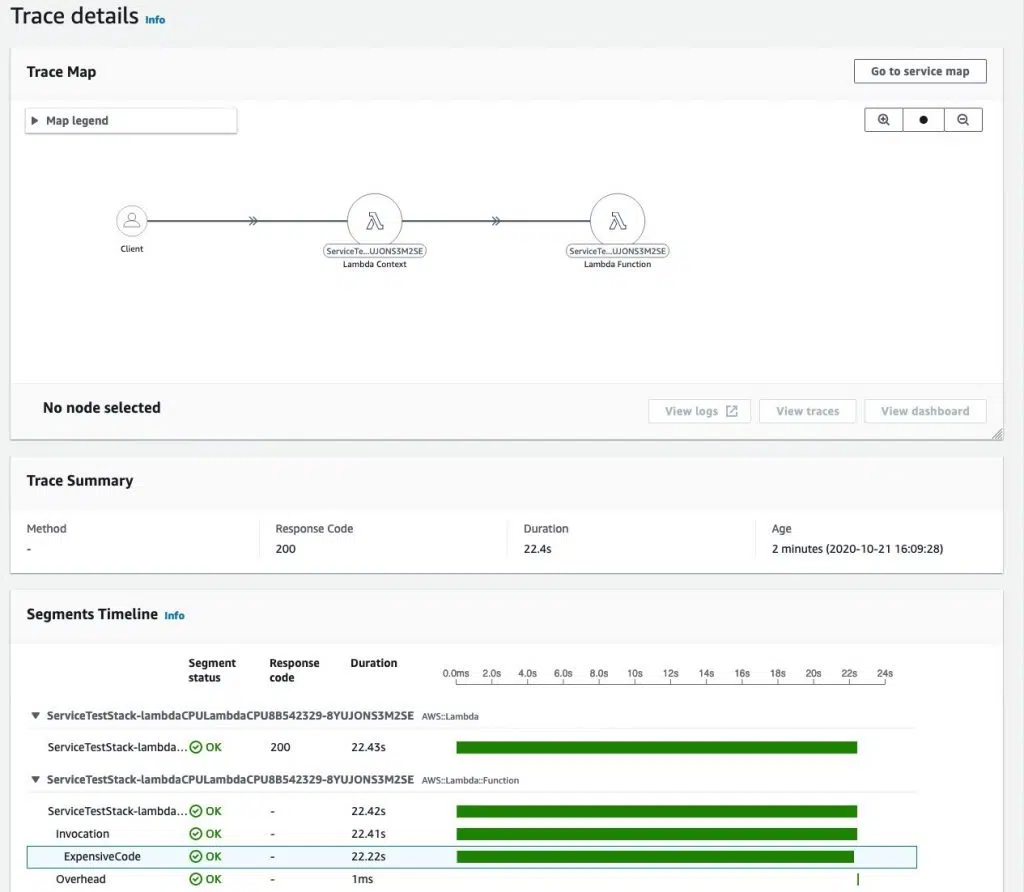 Trace details Info
Trace Map
Go to service map
Map legend
Client
ServiceTe...UJONS3M2SE
Lambda Context
ServiceTe...UJONS3M2SE
Lambda Function
No node selected
View logs
View traces
View dashboard
Trace Summary
Method
Response Code
Duration
Age
-
200
22.4s
2 minutes (2020-10-21 16:09:28)
Segments Timeline Info
Segment status
Response code
Duration
0.0ms 2.0s 4.0s 6.0s 8.0s 10s 12s 14s 16s 18s 20s 22s 24s
ServiceTestStack-lambdaCPULambdaCPU8B542329-8YUJONS3M2SE AWS::Lambda
ServiceTestStack-lambda... OK 200 22.43s
ServiceTestStack-lambdaCPULambdaCPU8B542329-8YUJONS3M2SE AWS::Lambda::Function
ServiceTestStack-lambda... OK - 22.42s
Invocation OK - 22.41s
ExpensiveCode OK - 22.22s
Overhead OK - 1ms